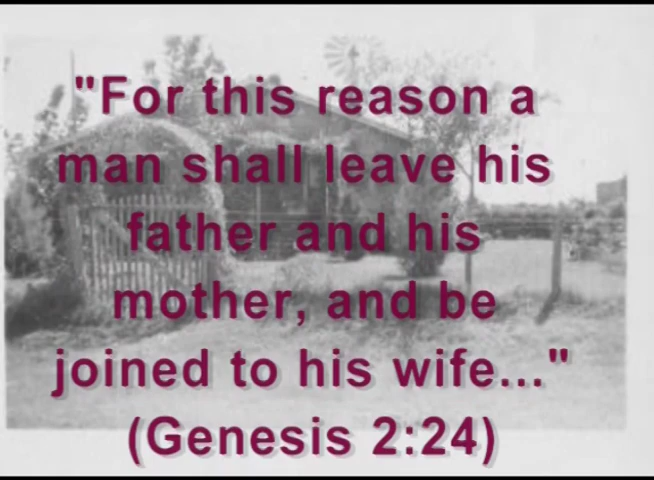 "For this reason a
man shall leave his
father and his
mother, and be
joined to his wife..."
(Genesis 2:24)